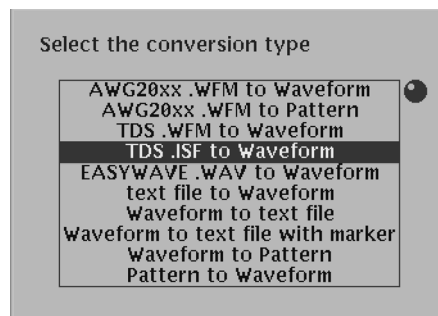 Select the conversion type
AWG20xx .WFM to Waveform
AWG20xx .WFM to Pattern
TDS .WFM to Waveform
TDS .ISF to Waveform
EASYWAVE .WAV to Waveform
text file to Waveform
Waveform to text file
Waveform to text file with marker
Waveform to Pattern
Pattern to Waveform